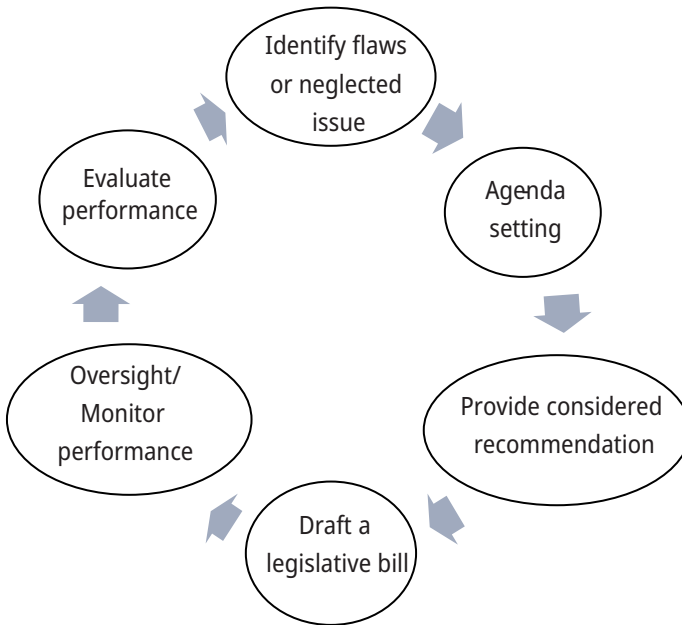 Identify flaws
or neglected
issue
Agenda
setting
Provide considered
recommendation
Draft a
legislative bill
Oversight/
Monitor
performance
Evaluate
performance